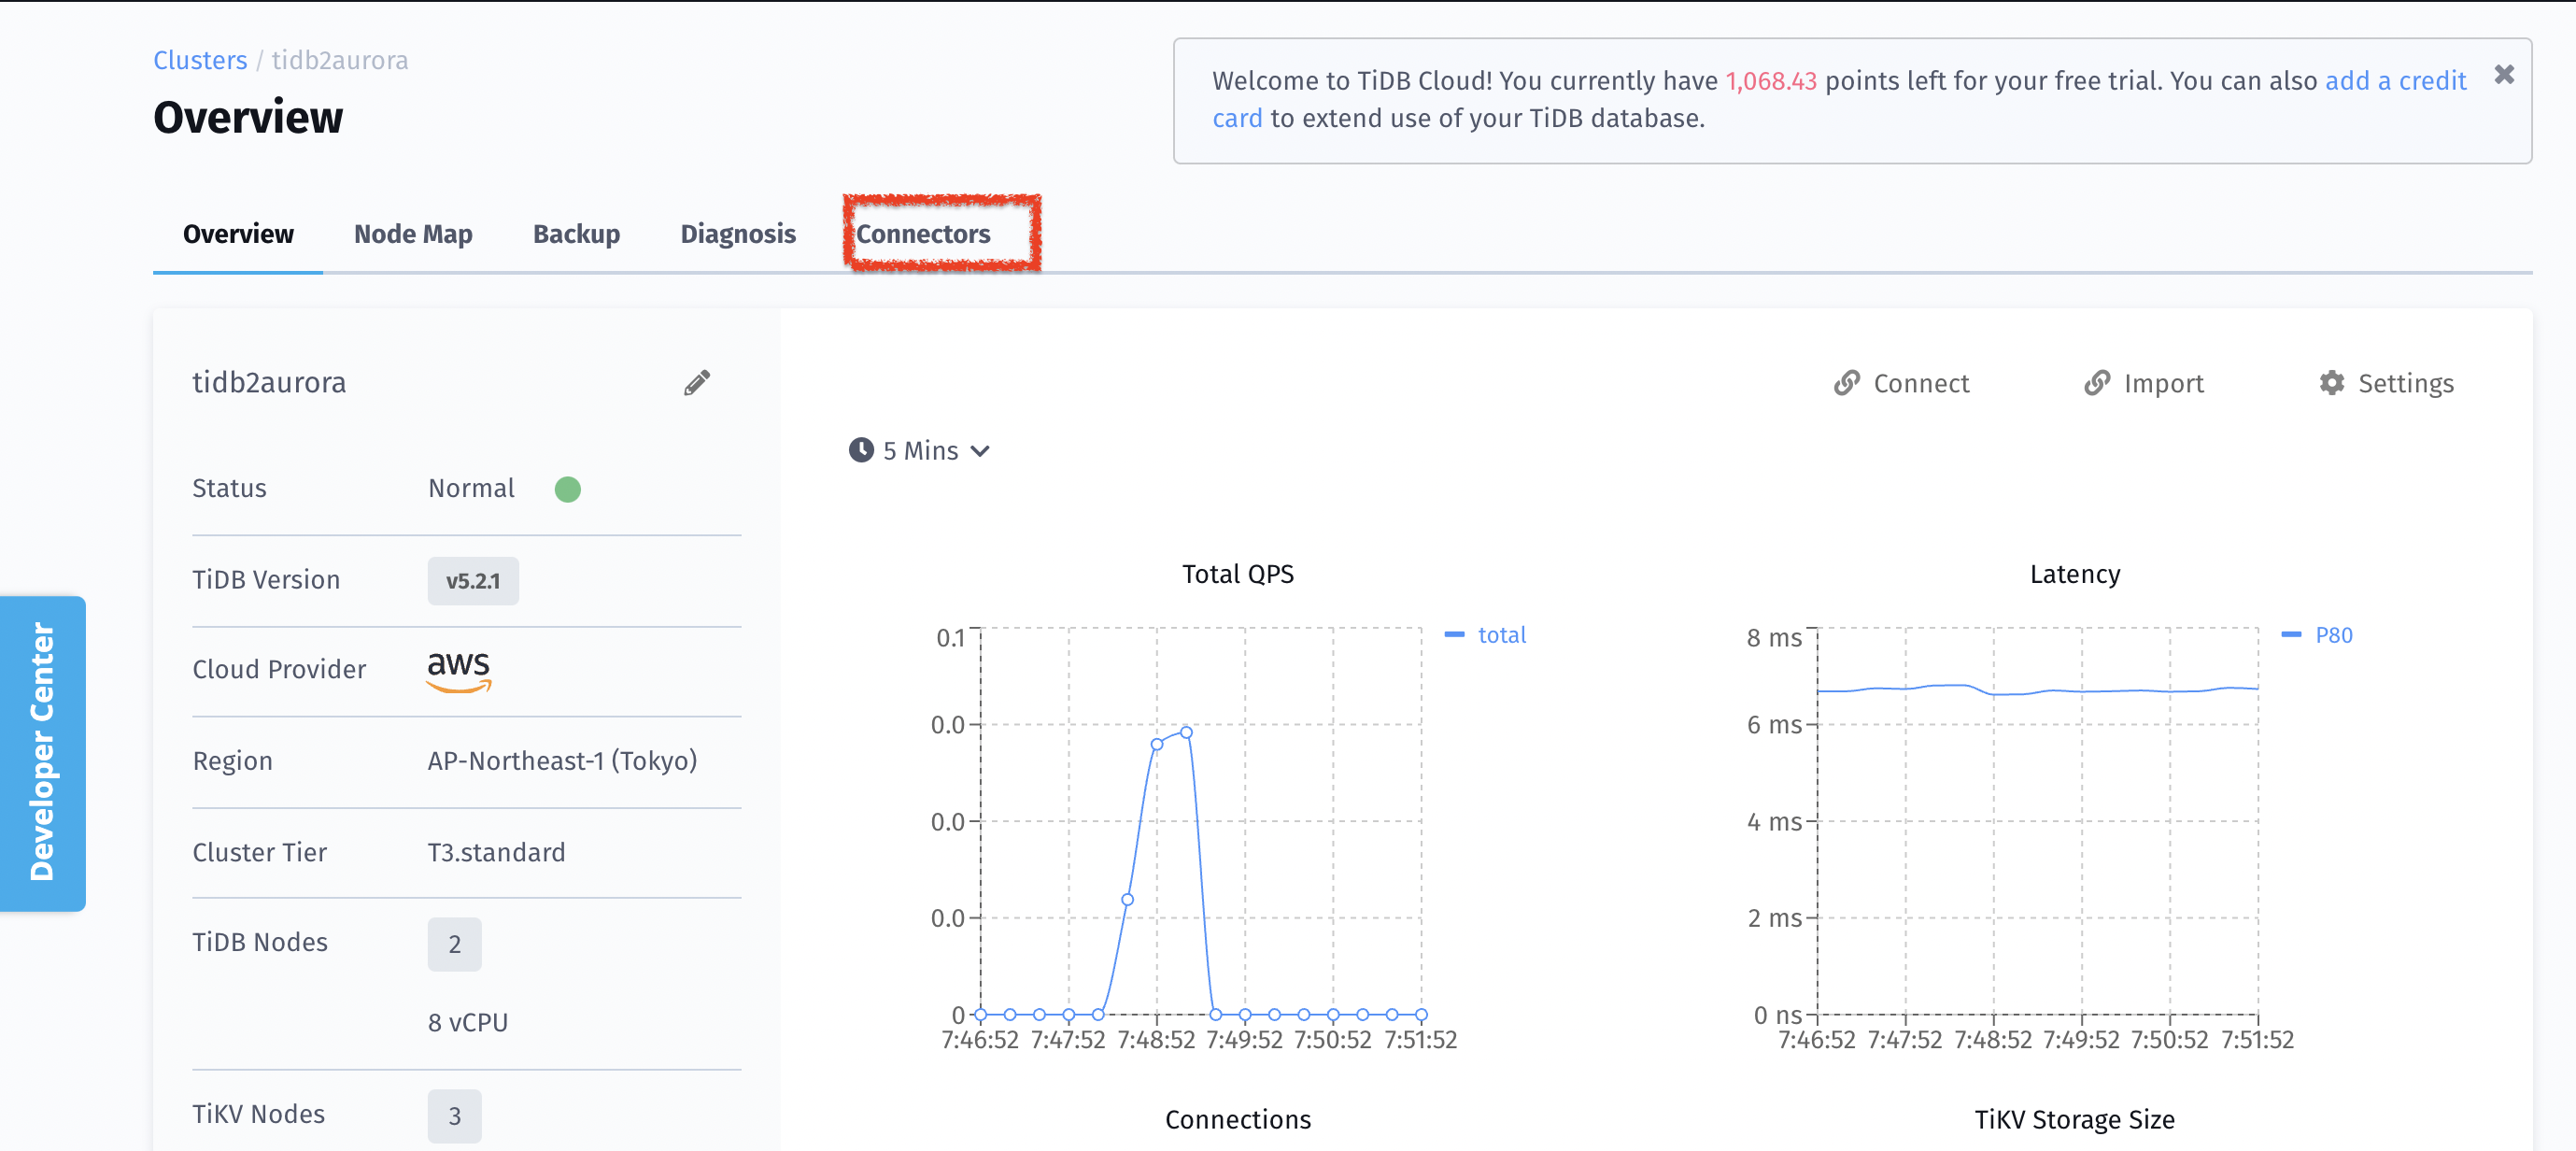 Clusters / tidb2aurora
Overview
Welcome to TiDB Cloud! You currently have 1,068.43 points left for your free trial. You can also add a credit
card to extend use of your TiDB database.
Overview Node Map Backup Diagnosis Connectors
Developer Center
tidb2aurora
Status Normal
TiDB Version v5.2.1
Cloud Provider aws
Region AP-Northeast-1 (Tokyo)
Cluster Tier T3.standard
TiDB Nodes 2
8 vCPU
TiKV Nodes 3
Connect Import Settings
5 Mins
Total QPS
total
0.1
0.0
0.0
0.0
0
7:46:52 7:47:52 7:48:52 7:49:52 7:50:52 7:51:52
Latency
P80
8 ms
6 ms
4 ms
2 ms
0 ns
7:46:52 7:47:52 7:48:52 7:49:52 7:50:52 7:51:52
Connections
TiKV Storage Size